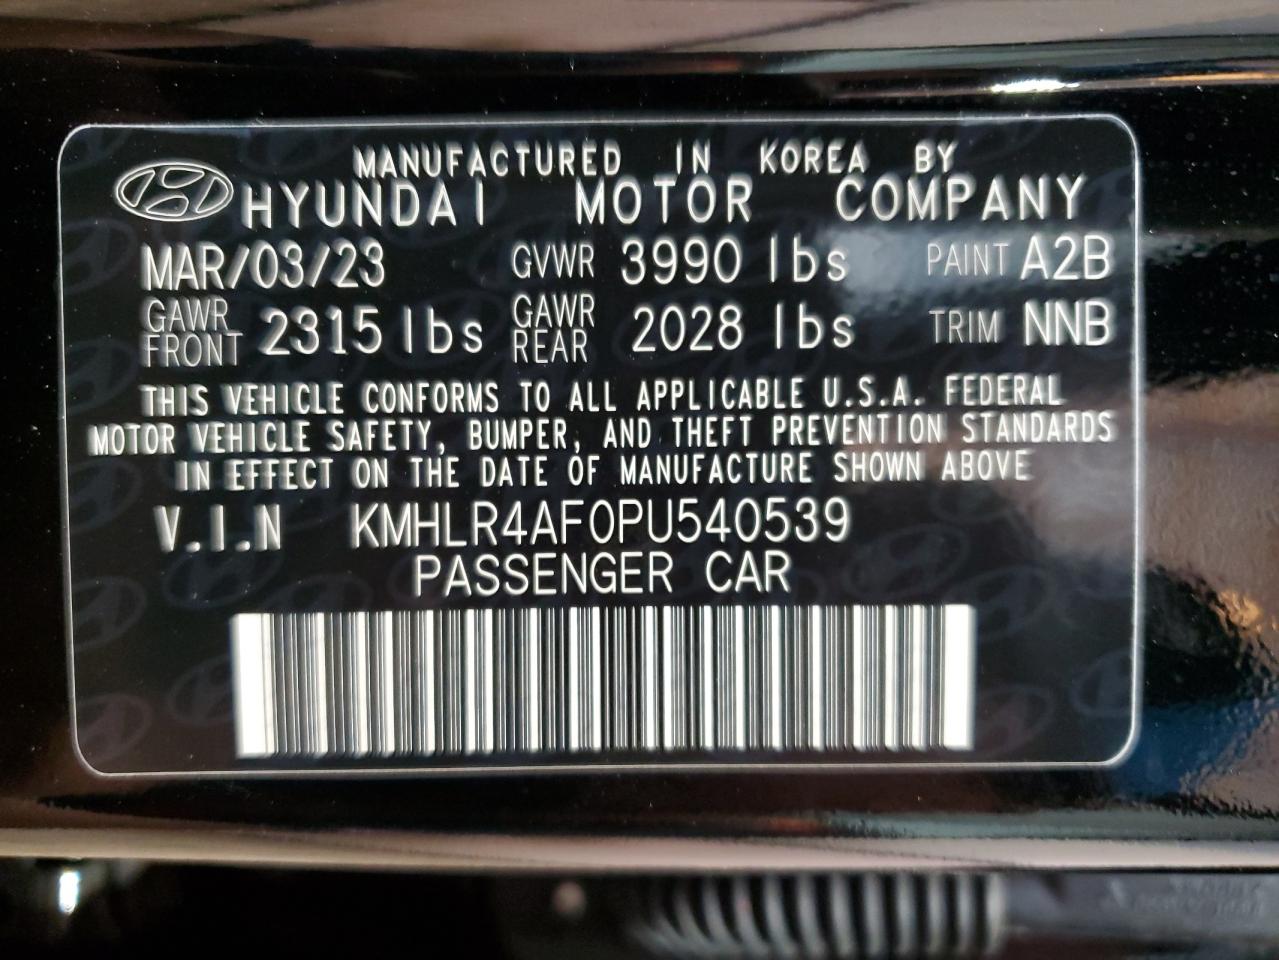 MANUFACTURED IN KOREA BY
HYUNDAI MOTOR COMPANY
MAR/03/23 GVWR 3990 lbs PAINT A2B
GAWR FRONT 2315 lbs GAWR REAR 2028 lbs TRIM NNB
THIS VEHICLE CONFORMS TO ALL APPLICABLE U.S.A. FEDERAL
MOTOR VEHICLE SAFETY, BUMPER, AND THEFT PREVENTION STANDARDS
IN EFFECT ON THE DATE OF MANUFACTURE SHOWN ABOVE
V.I.N KMHLR4AF0PU540539
PASSENGER CAR